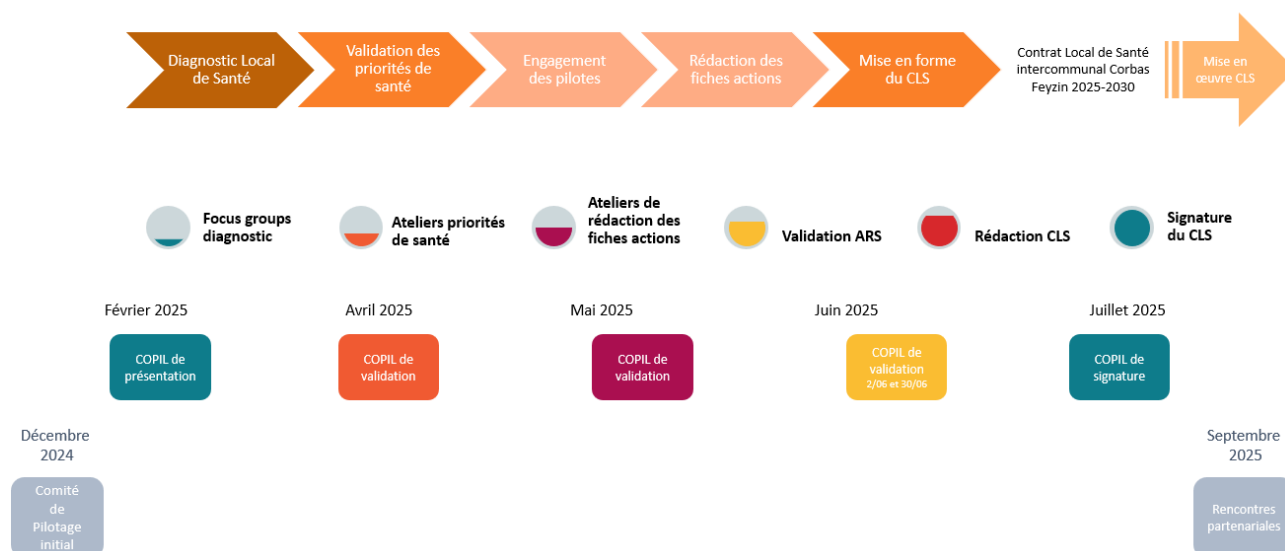 Diagnostic Local
de Santé
Validation des
priorités de
santé
Engagement
des pilotes
Rédaction des
fiches actions
Mise en forme
du CLS
Contrat Local de Santé
intercommunal Corbas
Feyzin 2025-2030
Mise en
œuvre CLS
Focus groups
diagnostic
Ateliers priorités
de santé
Ateliers de
rédaction des
fiches actions
Validation ARS
Rédaction CLS
Signature
du CLS
Février 2025
Avril 2025
Mai 2025
Juin 2025
Juillet 2025
COPIL de
présentation
COPIL de
validation
COPIL de
validation
COPIL de
validation
2/06 et 30/06
COPIL de
signature
Décembre
2024
Septembre
2025
Comité
de
Pilotage
initial
Rencontres
partenariales